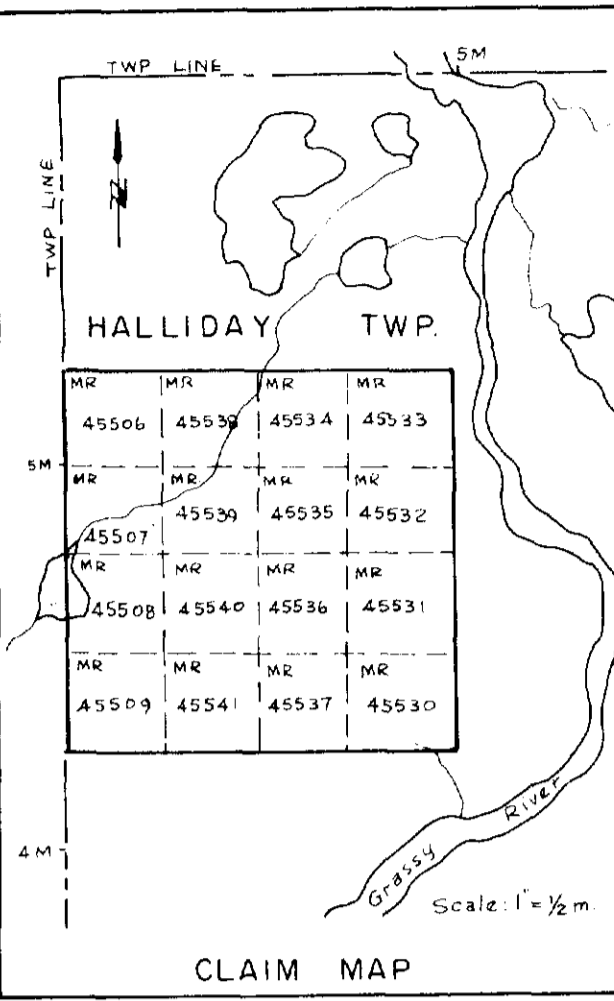 TWP LINE
5M
TWP LINE
N
HALLIDAY TWP.
MR MR MR MR
45506 45538 45534 45533
5M
MR MR MR MR
45507 45539 45535 45532
MR MR MR MR
45508 45540 45536 45531
MR MR MR MR
45509 45541 45537 45530
4M
Grassy River
Scale: 1" = 1/2 m.
CLAIM MAP